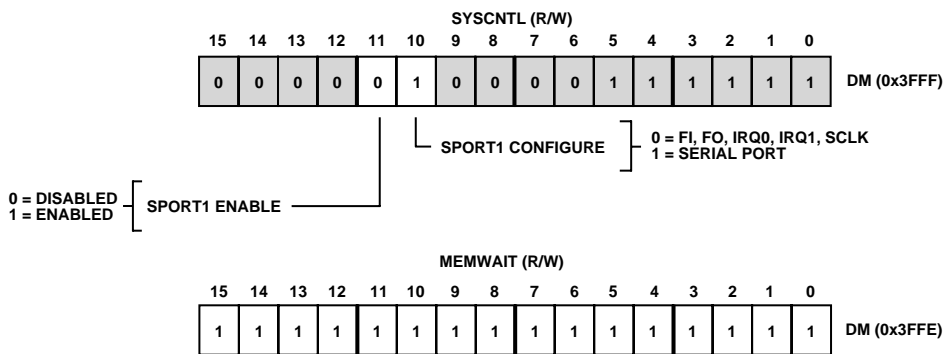 SYSCNTL (R/W)
15 14 13 12 11 10 9 8 7 6 5 4 3 2 1 0
0 0 0 0 0 1 0 0 0 0 1 1 1 1 1 1 DM (0x3FFF)
SPORT1 CONFIGURE 0 = FI, FO, IRQ0, IRQ1, SCLK
1 = SERIAL PORT
0 = DISABLED
1 = ENABLED SPORT1 ENABLE
MEMWAIT (R/W)
15 14 13 12 11 10 9 8 7 6 5 4 3 2 1 0
1 1 1 1 1 1 1 1 1 1 1 1 1 1 1 1 DM (0x3FFE)